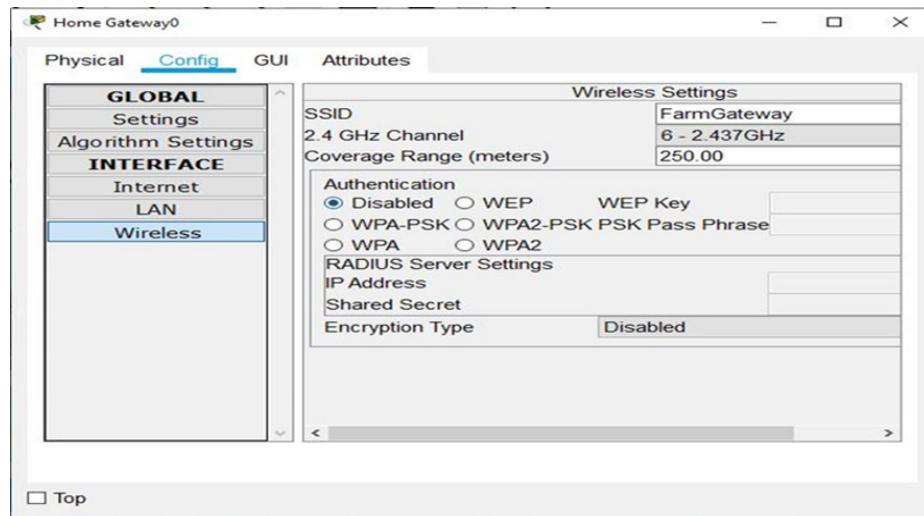 Home Gateway0
Physical Config GUI Attributes
GLOBAL
Settings
Algorithm Settings
INTERFACE
Internet
LAN
Wireless
Wireless Settings
SSID FarmGateway
2.4 GHz Channel 6 - 2.437GHz
Coverage Range (meters) 250.00
Authentication
Disabled WEP WEP Key
WPA-PSK WPA2-PSK PSK Pass Phrase
WPA WPA2
RADIUS Server Settings
IP Address
Shared Secret
Encryption Type Disabled
Top